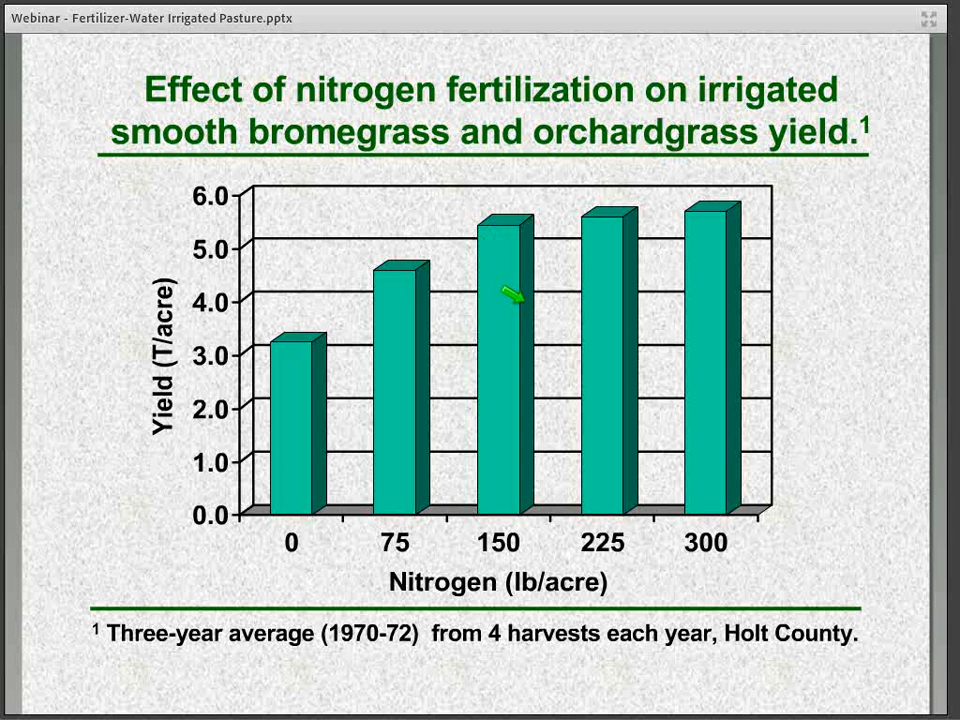 Webinar - Fertilizer-Water Irrigated Pasture.pptx
Effect of nitrogen fertilization on irrigated
smooth bromegrass and orchardgrass yield.¹
6.0
5.0
4.0
3.0
2.0
1.0
0.0
Yield (T/acre)
0 75 150 225 300
Nitrogen (lb/acre)
¹ Three-year average (1970-72) from 4 harvests each year, Holt County.